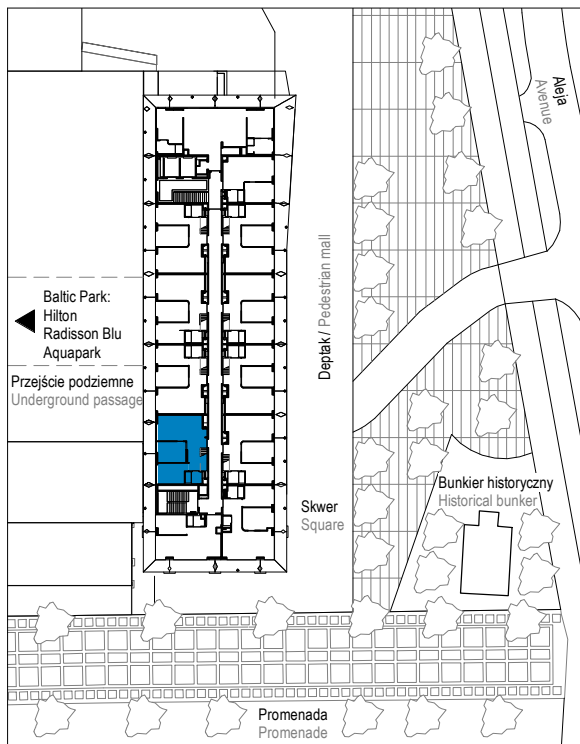 Aleja
Avenue
Baltic Park:
Hilton
Radisson Blu
Aquapark
Przejście podziemne
Underground passage
Deptak / Pedestrian mall
Skwer
Square
Bunkier historyczny
Historical bunker
Promenada
Promenade